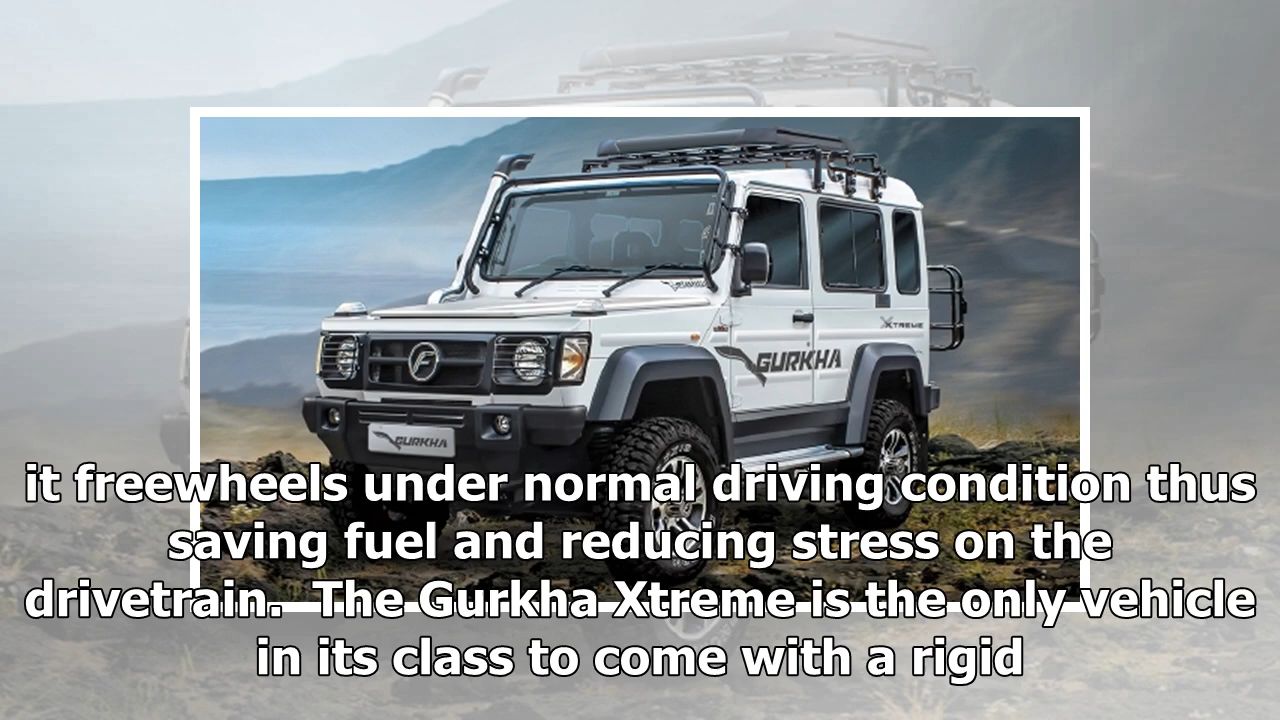 XTREME
GURKHA
GURKHA
it freewheels under normal driving condition thus
saving fuel and reducing stress on the
drivetrain. The Gurkha Xtreme is the only vehicle
in its class to come with a rigid